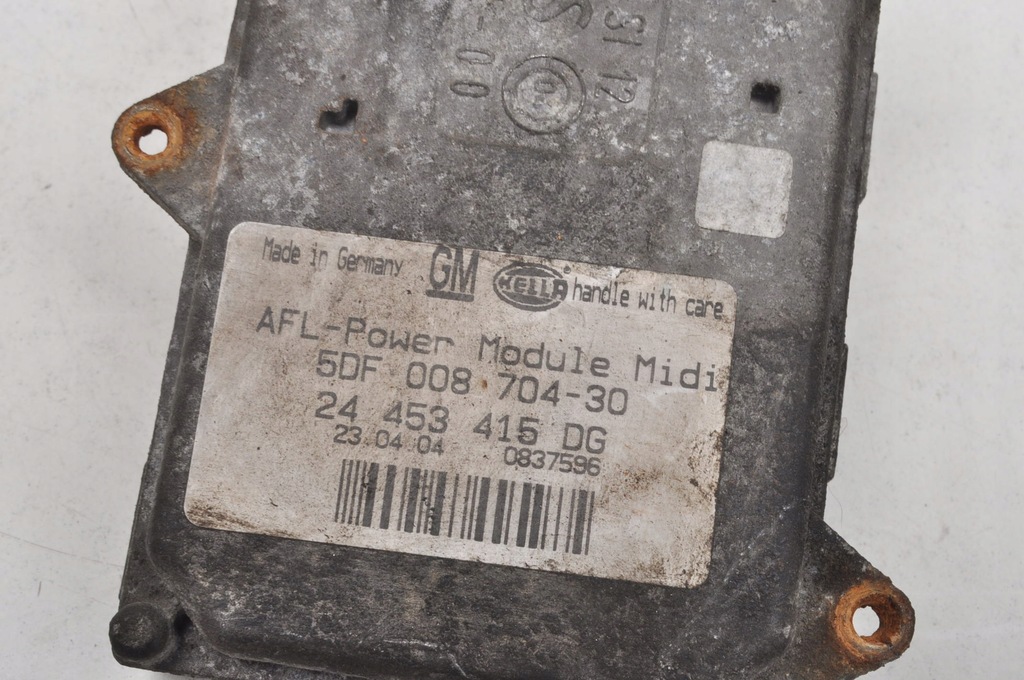 Made in Germany GM HELLA handle with care
AFL-Power Module Midi
5DF 008 704-30
24 453 415 DG
23.04.04 0837596